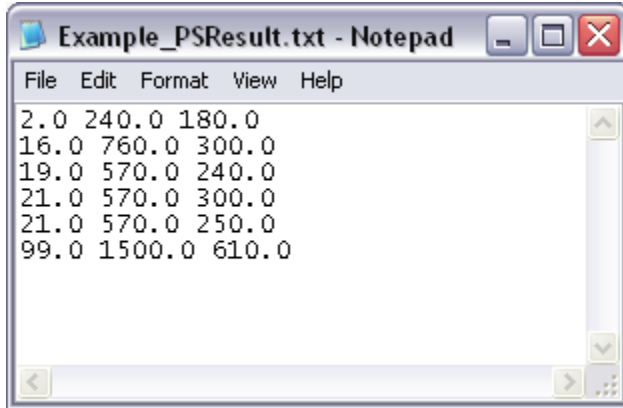 Example_PSResult.txt - Notepad
File Edit Format View Help
2.0 240.0 180.0
16.0 760.0 300.0
19.0 570.0 240.0
21.0 570.0 300.0
21.0 570.0 250.0
99.0 1500.0 610.0